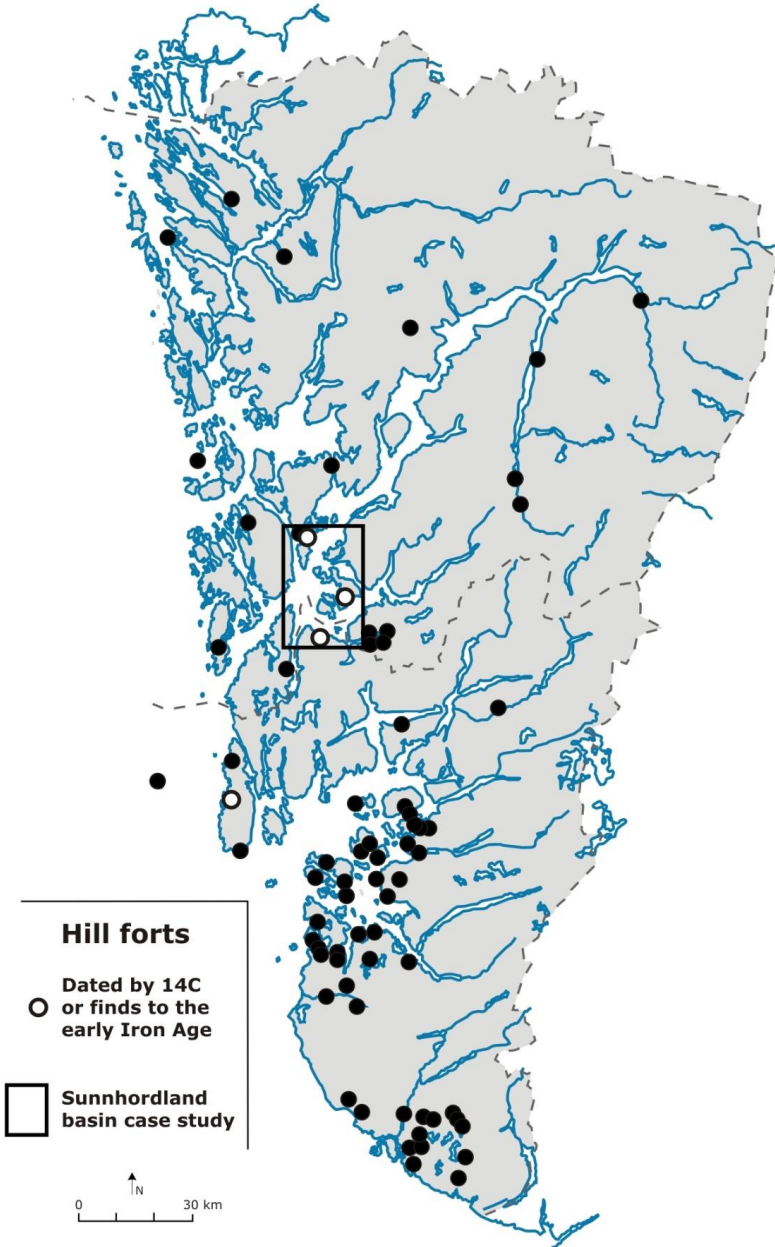 Hill forts
Dated by 14C
or finds to the
early Iron Age
Sunnhordland
basin case study
N
0 30 km